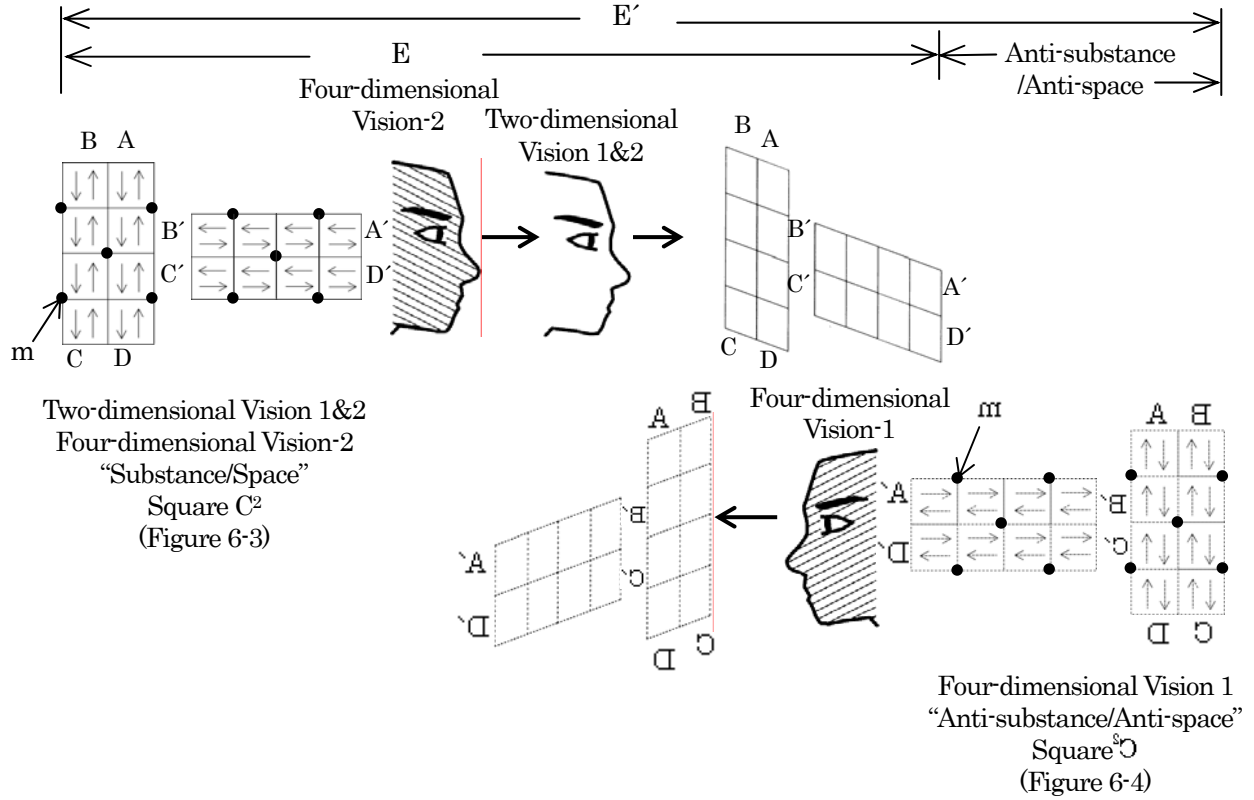 E´
E
Anti-substance
/Anti-space
Four-dimensional
Vision-2
Two-dimensional
Vision 1&2
B A
B´
C´
A´
D´
C D
m
B
A
B´
C´
A´
D´
C
D
Two-dimensional Vision 1&2
Four-dimensional Vision-2
“Substance/Space”
Square C²
(Figure 6-3)
Four-dimensional
Vision-1
A
B
B´
C´
A´
D´
D
C
m
A´
D´
B´
C´
A B
D C
Four-dimensional Vision 1
“Anti-substance/Anti-space”
Square C²
(Figure 6-4)